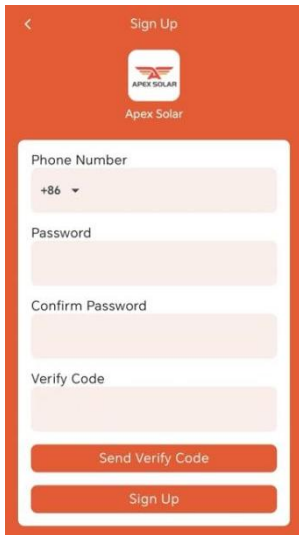 Sign Up
APEX SOLAR
Apex Solar
Phone Number
+86
Password
Confirm Password
Verify Code
Send Verify Code
Sign Up